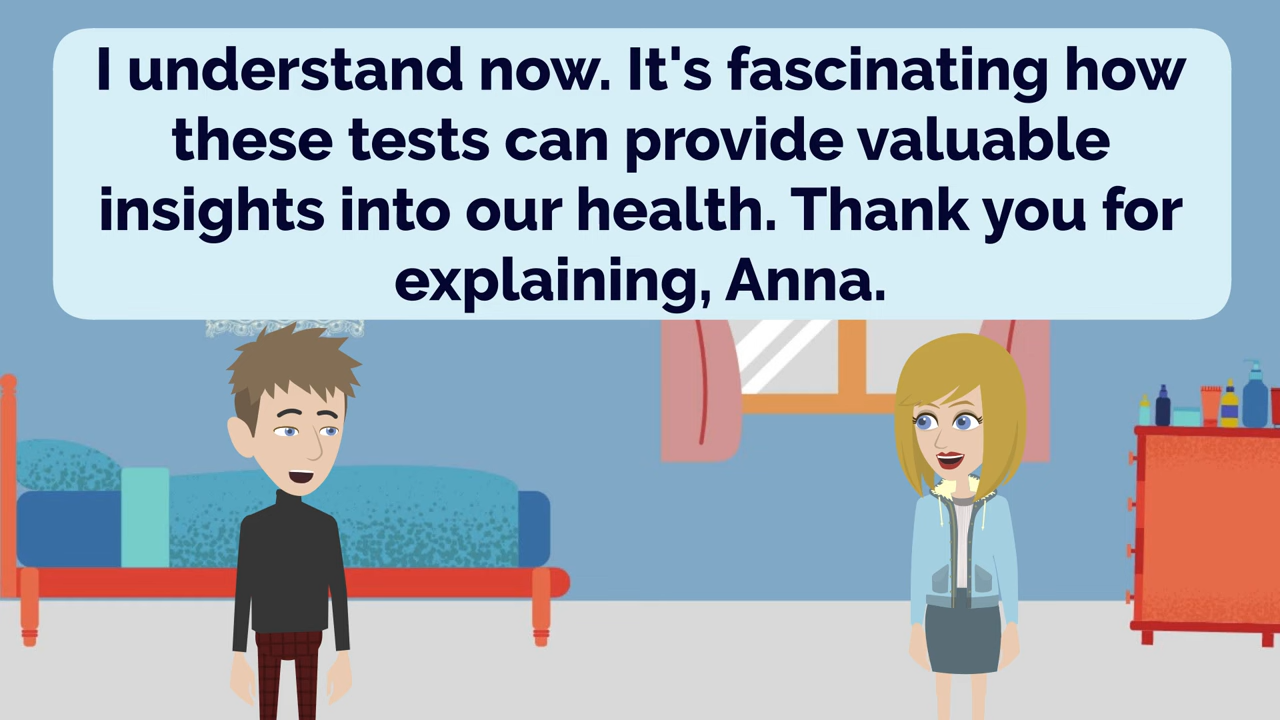 I understand now. It's fascinating how
these tests can provide valuable
insights into our health. Thank you for
explaining, Anna.